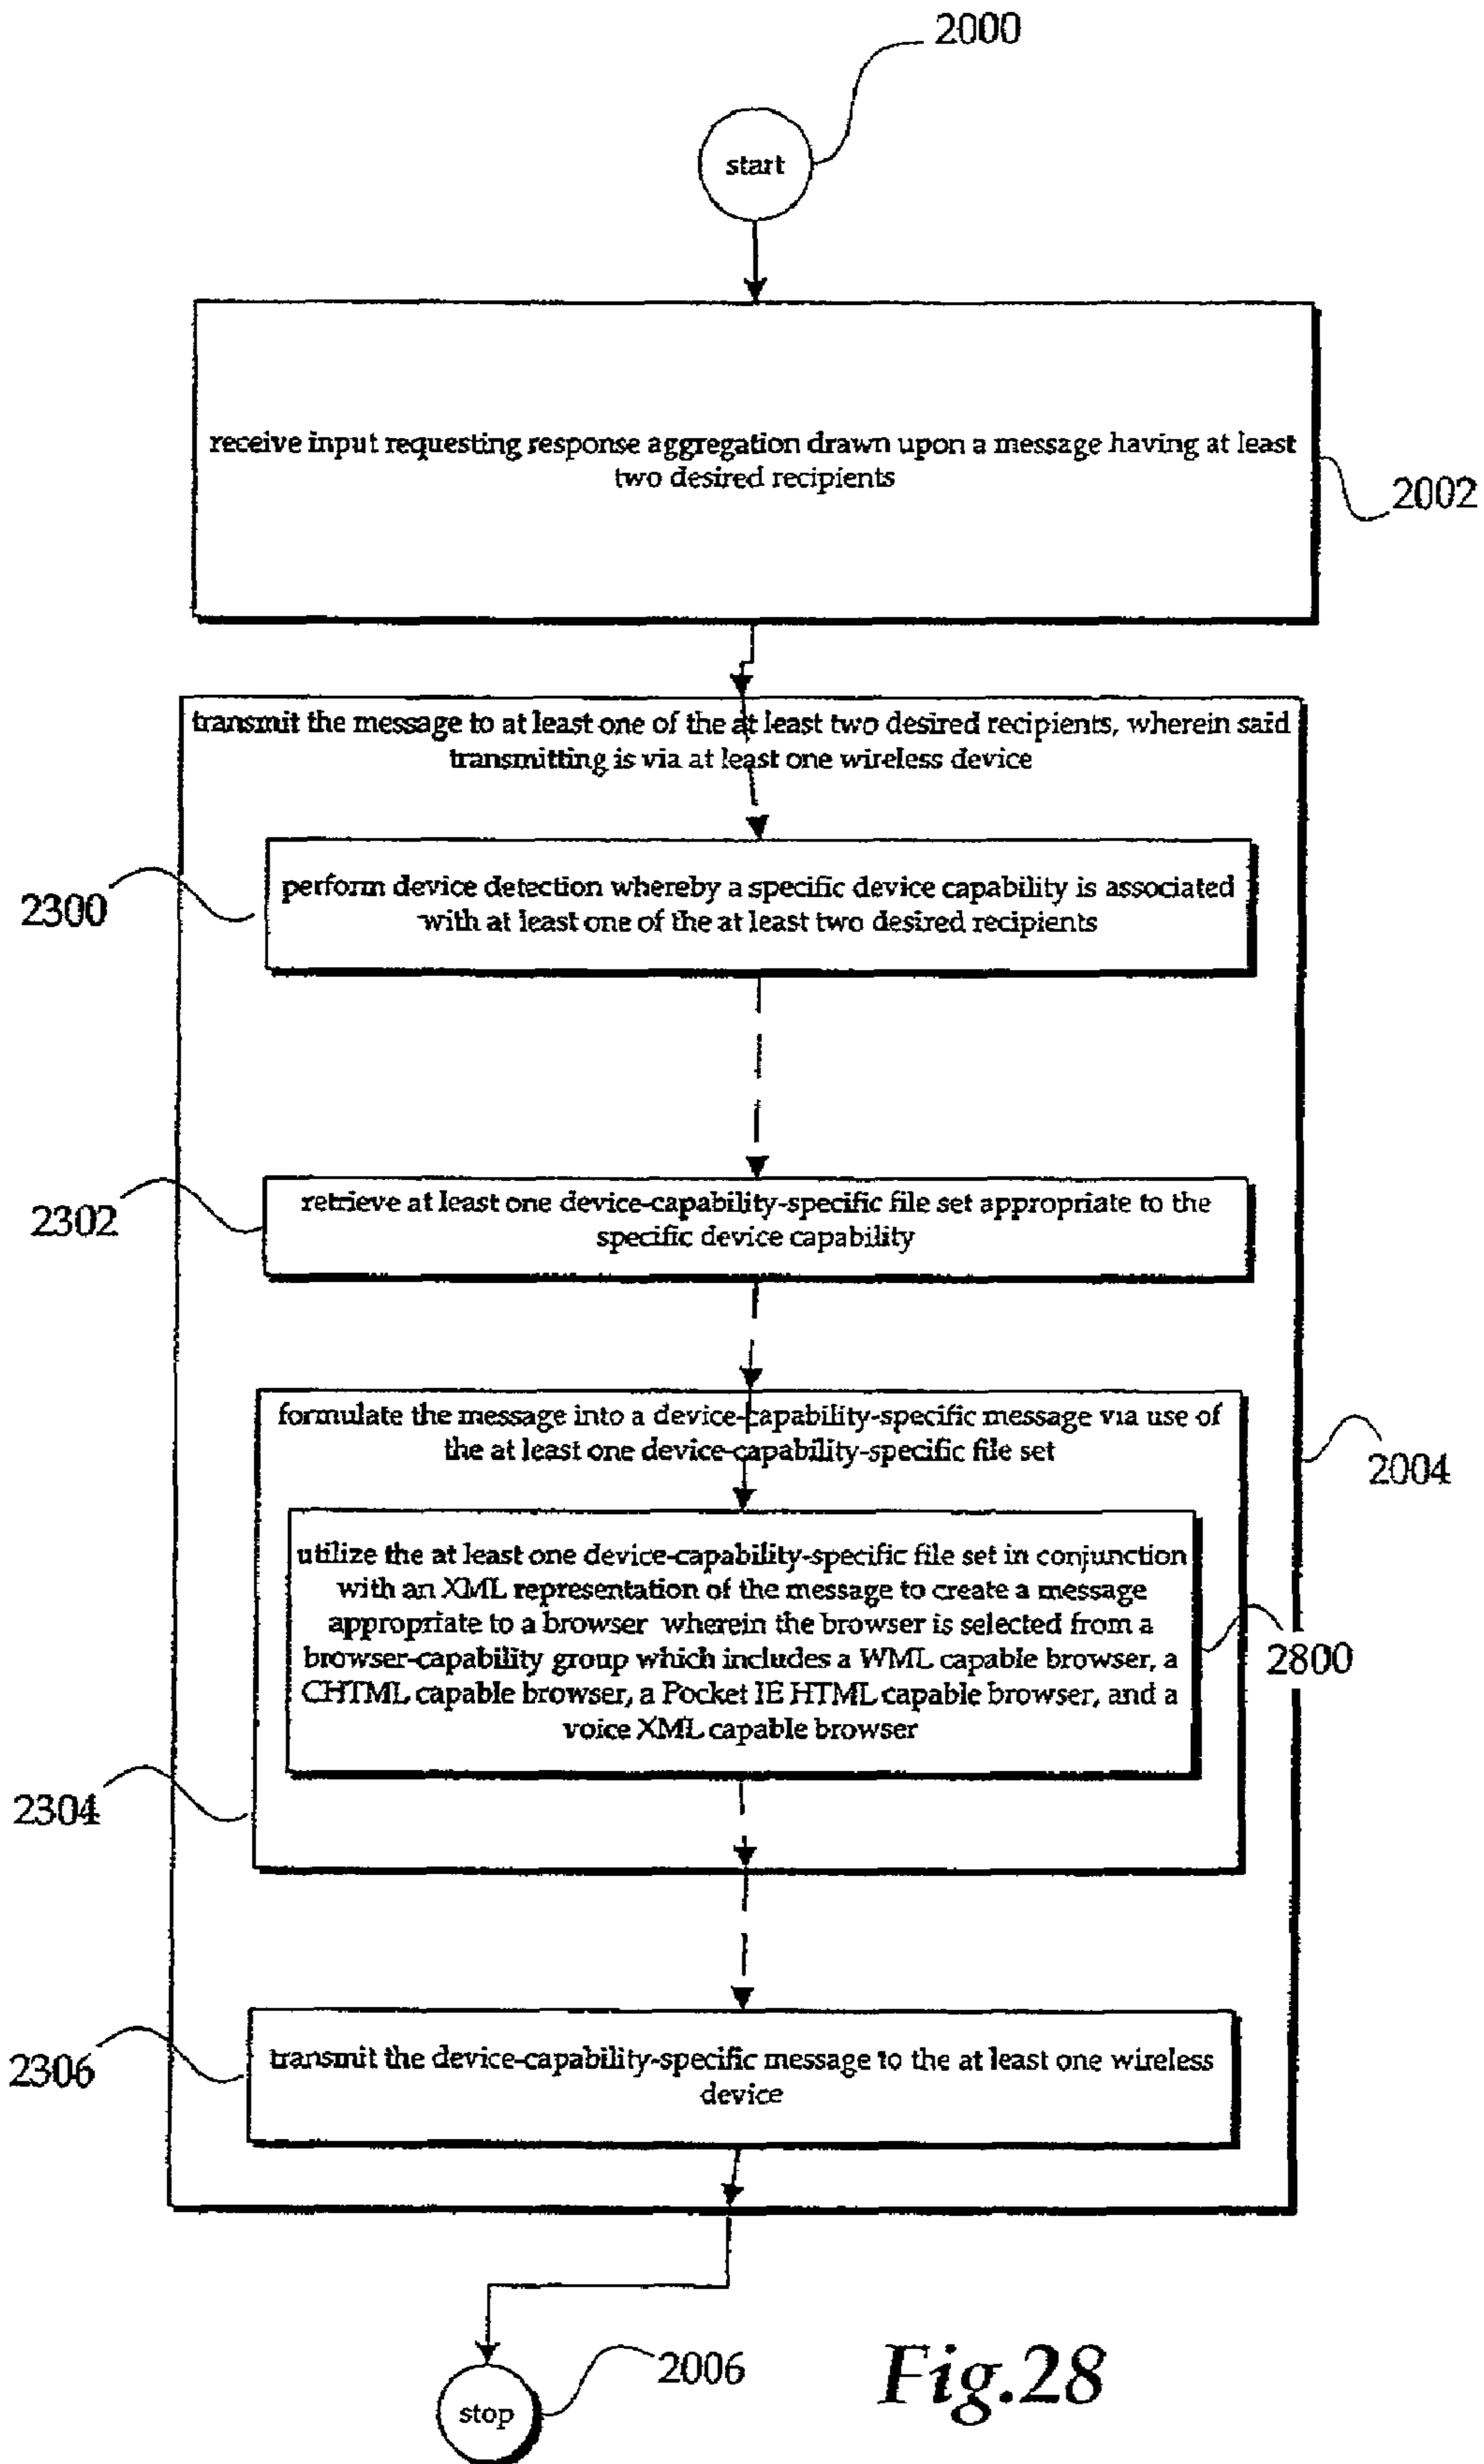 2000
start
receive input requesting response aggregation drawn upon a message having at least
two desired recipients
2002
transmit the message to at least one of the at least two desired recipients, wherein said
transmitting is via at least one wireless device
perform device detection whereby a specific device capability is associated
with at least one of the at least two desired recipients
2300
retrieve at least one device-capability-specific file set appropriate to the
specific device capability
2302
formulate the message into a device-capability-specific message via use of
the at least one device-capability-specific file set
2004
utilize the at least one device-capability-specific file set in conjunction
with an XML representation of the message to create a message
appropriate to a browser wherein the browser is selected from a
browser-capability group which includes a WML capable browser, a
CHTML capable browser, a Pocket IE HTML capable browser, and a
voice XML capable browser
2800
2304
transmit the device-capability-specific message to the at least one wireless
device
2306
stop
2006
Fig.28